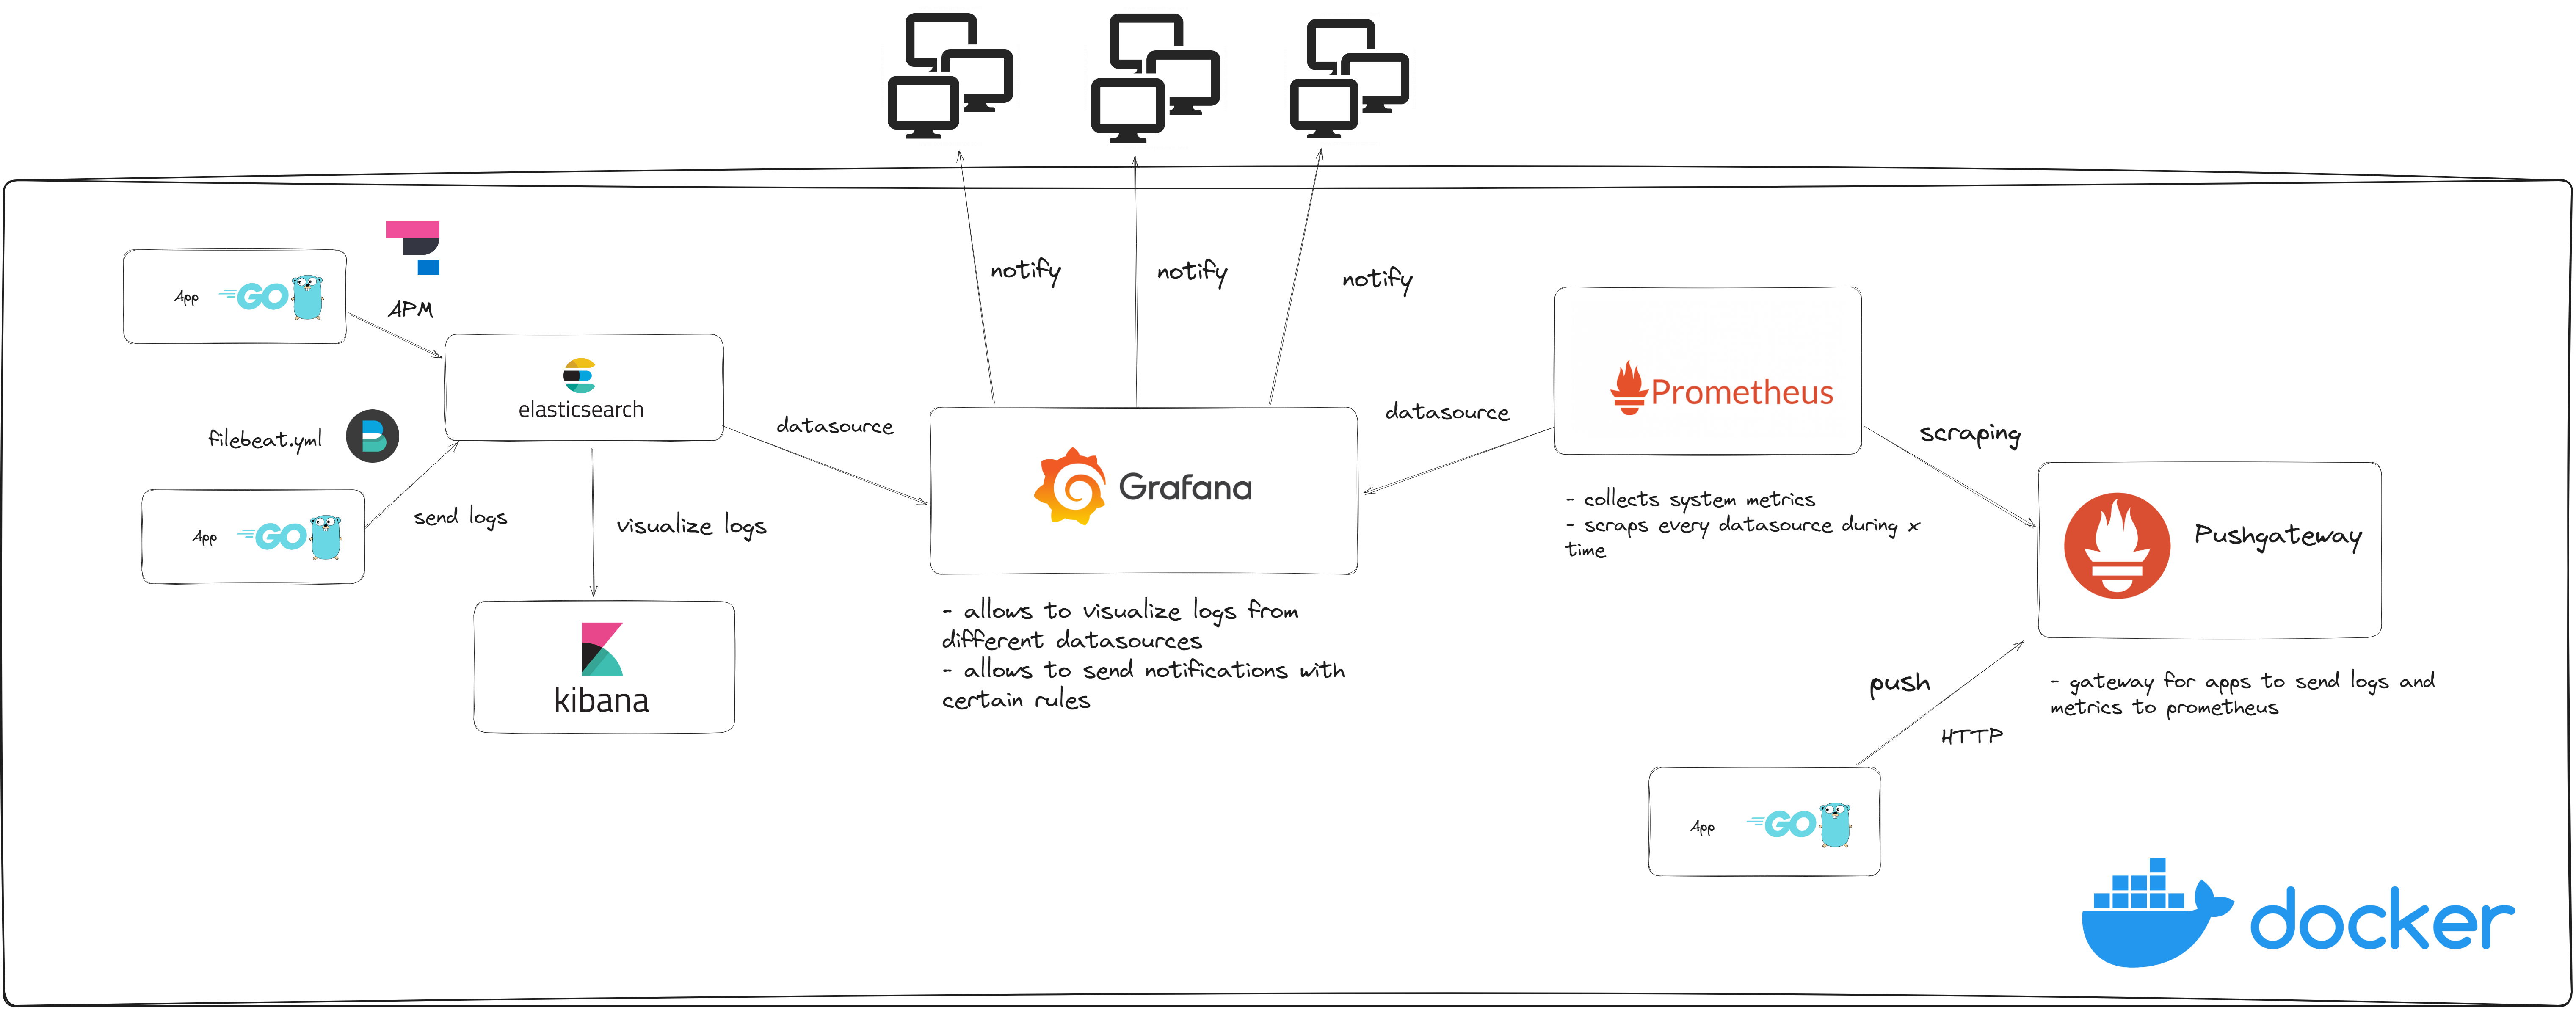 notify
notify
notify
App
GO
APM
elasticsearch
filebeat.yml
App
GO
send logs
visualize logs
kibana
datasource
Grafana
- allows to visualize logs from
different datasources
- allows to send notifications with
certain rules
datasource
Prometheus
- collects system metrics
- scraps every datasource during x
time
scraping
Pushgateway
- gateway for apps to send logs and
metrics to prometheus
push
HTTP
App
GO
docker